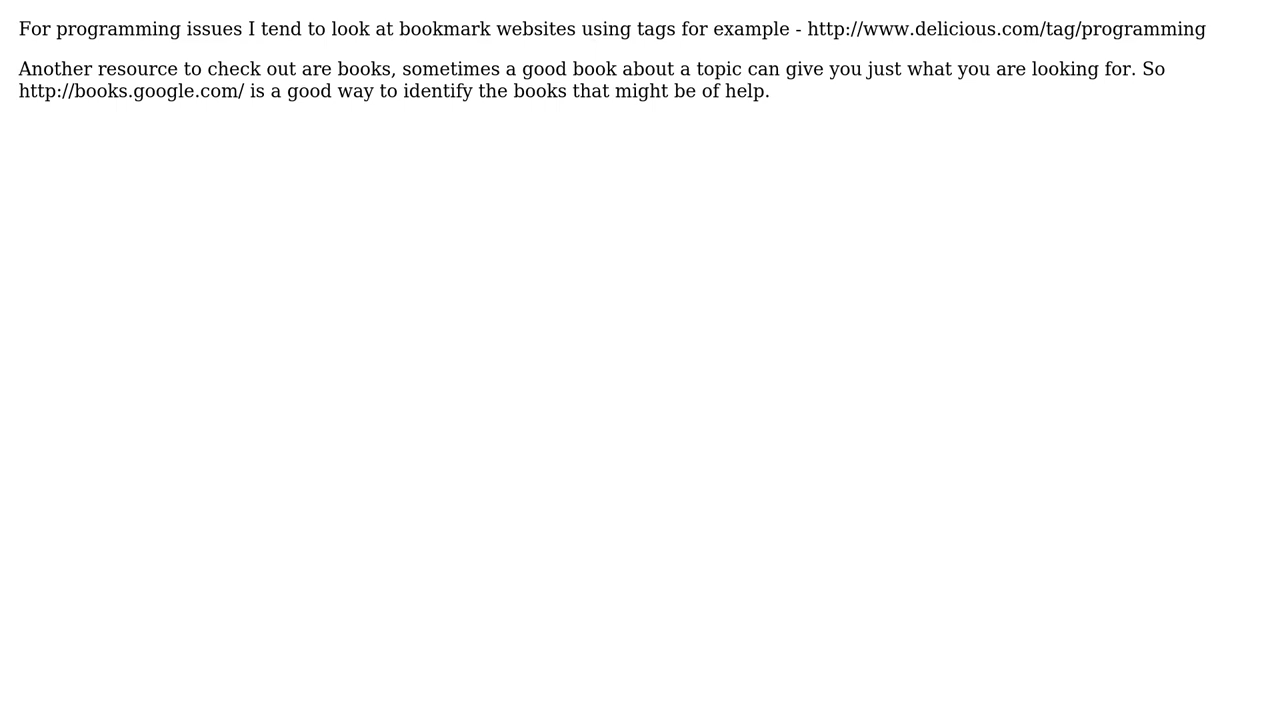 For programming issues I tend to look at bookmark websites using tags for example - http://www.delicious.com/tag/programming
Another resource to check out are books, sometimes a good book about a topic can give you just what you are looking for. So
http://books.google.com/ is a good way to identify the books that might be of help.